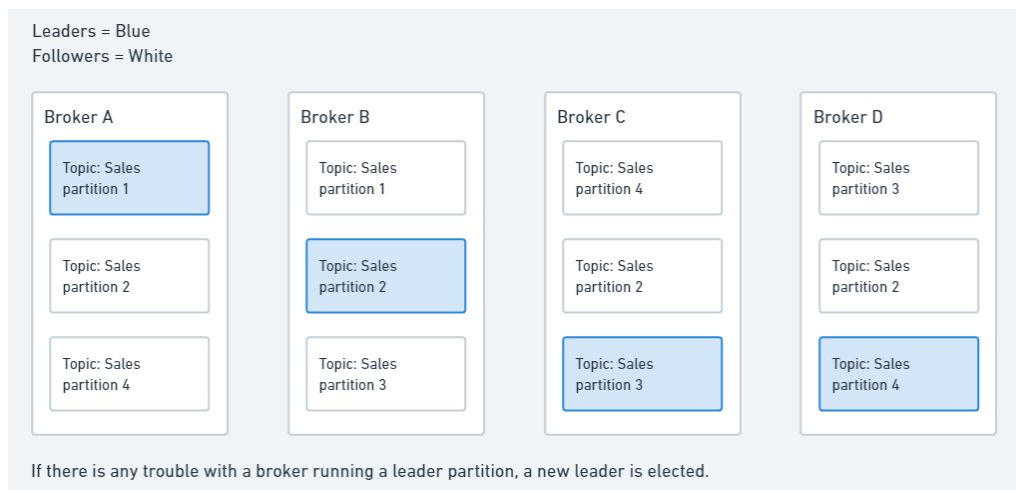 Leaders = Blue
Followers = White
Broker A
Topic: Sales
partition 1
Topic: Sales
partition 2
Topic: Sales
partition 4
Broker B
Topic: Sales
partition 1
Topic: Sales
partition 2
Topic: Sales
partition 3
Broker C
Topic: Sales
partition 4
Topic: Sales
partition 2
Topic: Sales
partition 3
Broker D
Topic: Sales
partition 3
Topic: Sales
partition 2
Topic: Sales
partition 4
If there is any trouble with a broker running a leader partition, a new leader is elected.